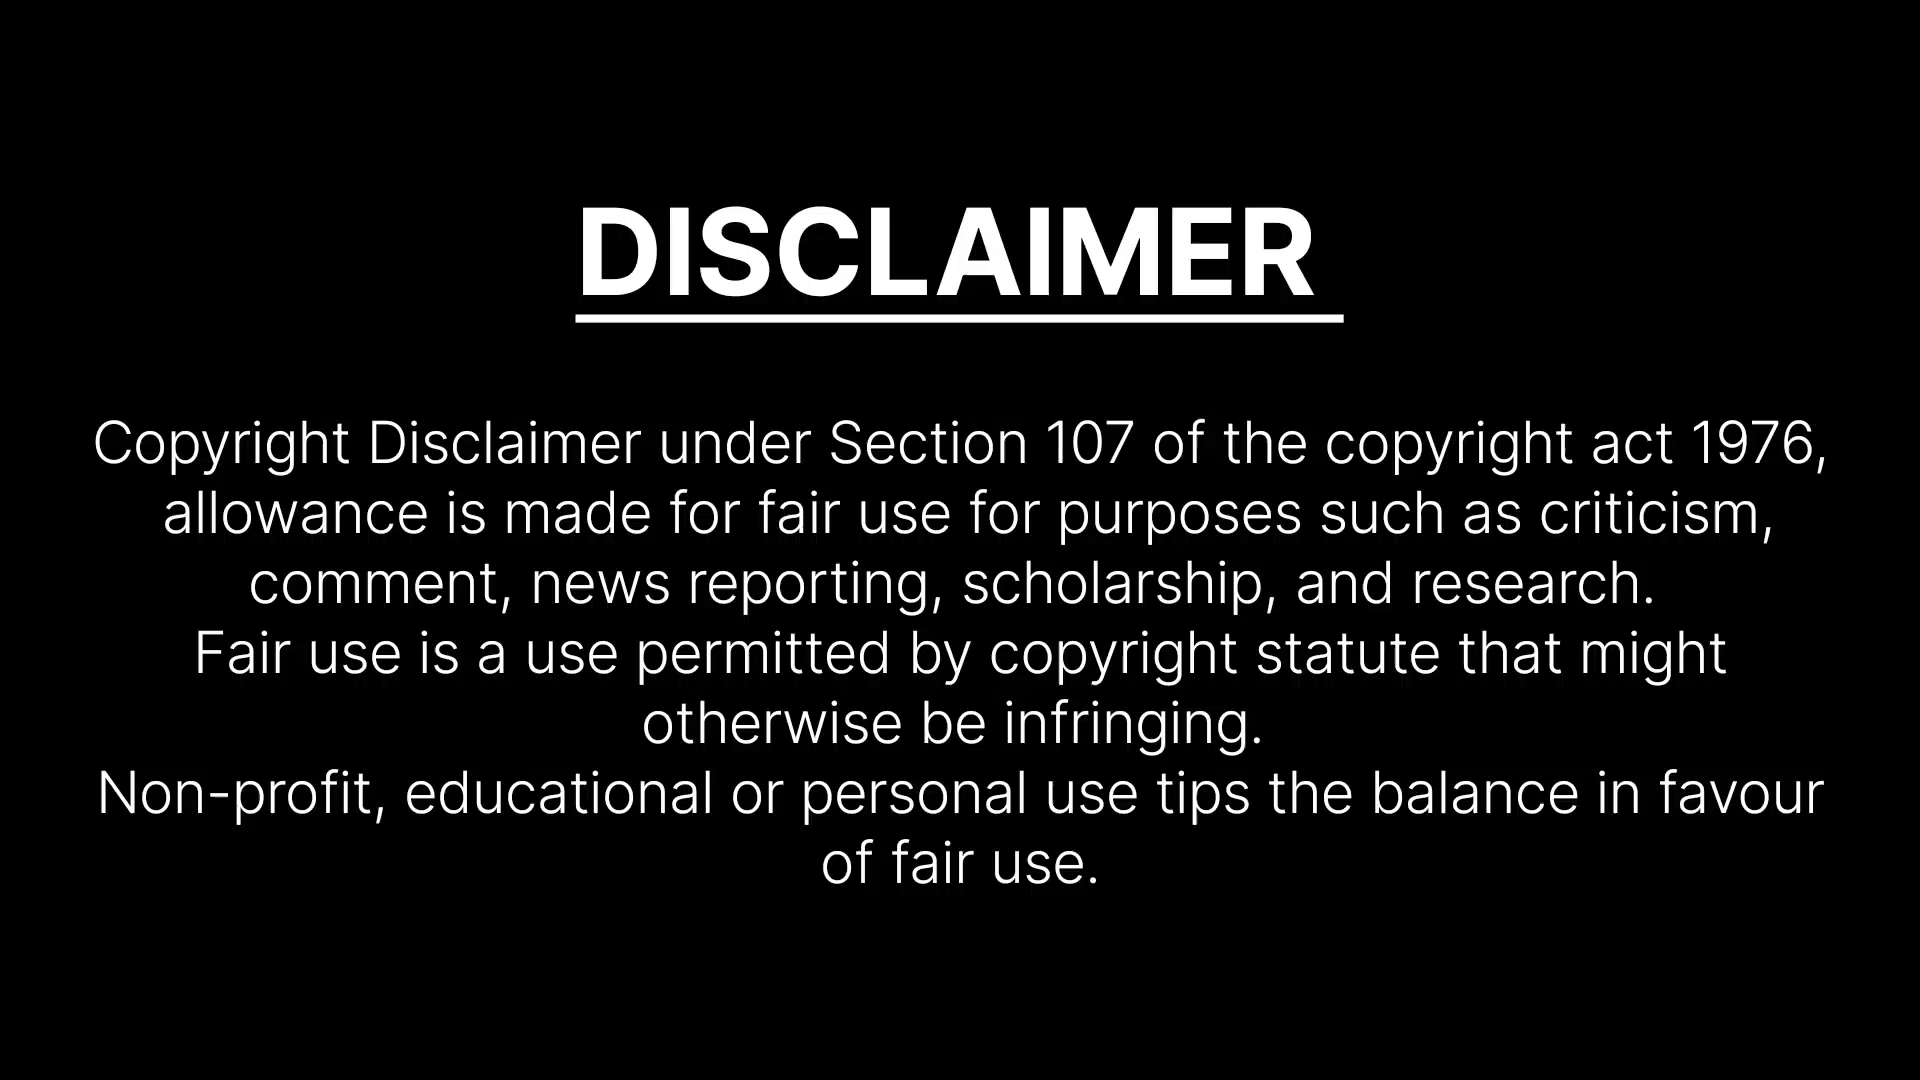 DISCLAIMER
Copyright Disclaimer under Section 107 of the copyright act 1976,
allowance is made for fair use for purposes such as criticism,
comment, news reporting, scholarship, and research.
Fair use is a use permitted by copyright statute that might
otherwise be infringing.
Non-profit, educational or personal use tips the balance in favour
of fair use.